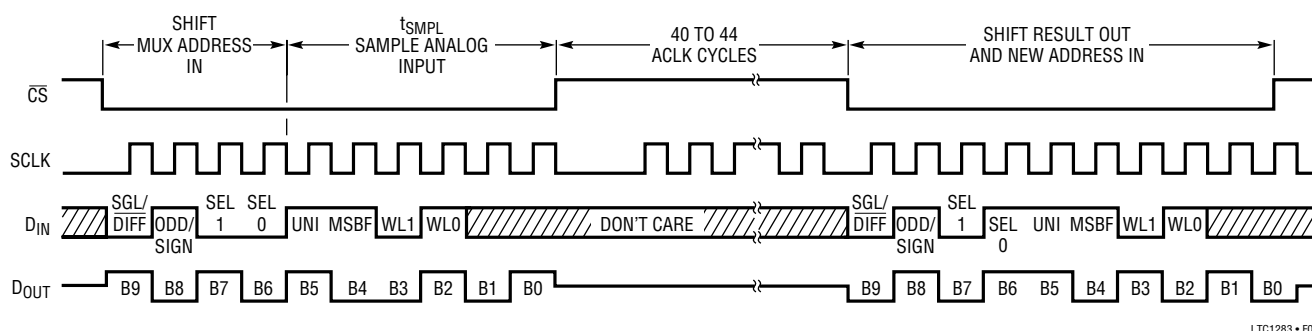 SHIFT
MUX ADDRESS
IN
tSMPL
SAMPLE ANALOG
INPUT
40 TO 44
ACLK CYCLES
SHIFT RESULT OUT
AND NEW ADDRESS IN
CS
SCLK
DIN
SGL/
DIFF
ODD/
SIGN
SEL
1
SEL
0
UNI
MSBF
WL1
WL0
DON'T CARE
SGL/
DIFF
ODD/
SIGN
SEL
1
SEL
0
UNI
MSBF
WL1
WL0
DOUT
B9 B8 B7 B6 B5 B4 B3 B2 B1 B0
B9 B8 B7 B6 B5 B4 B3 B2 B1 B0